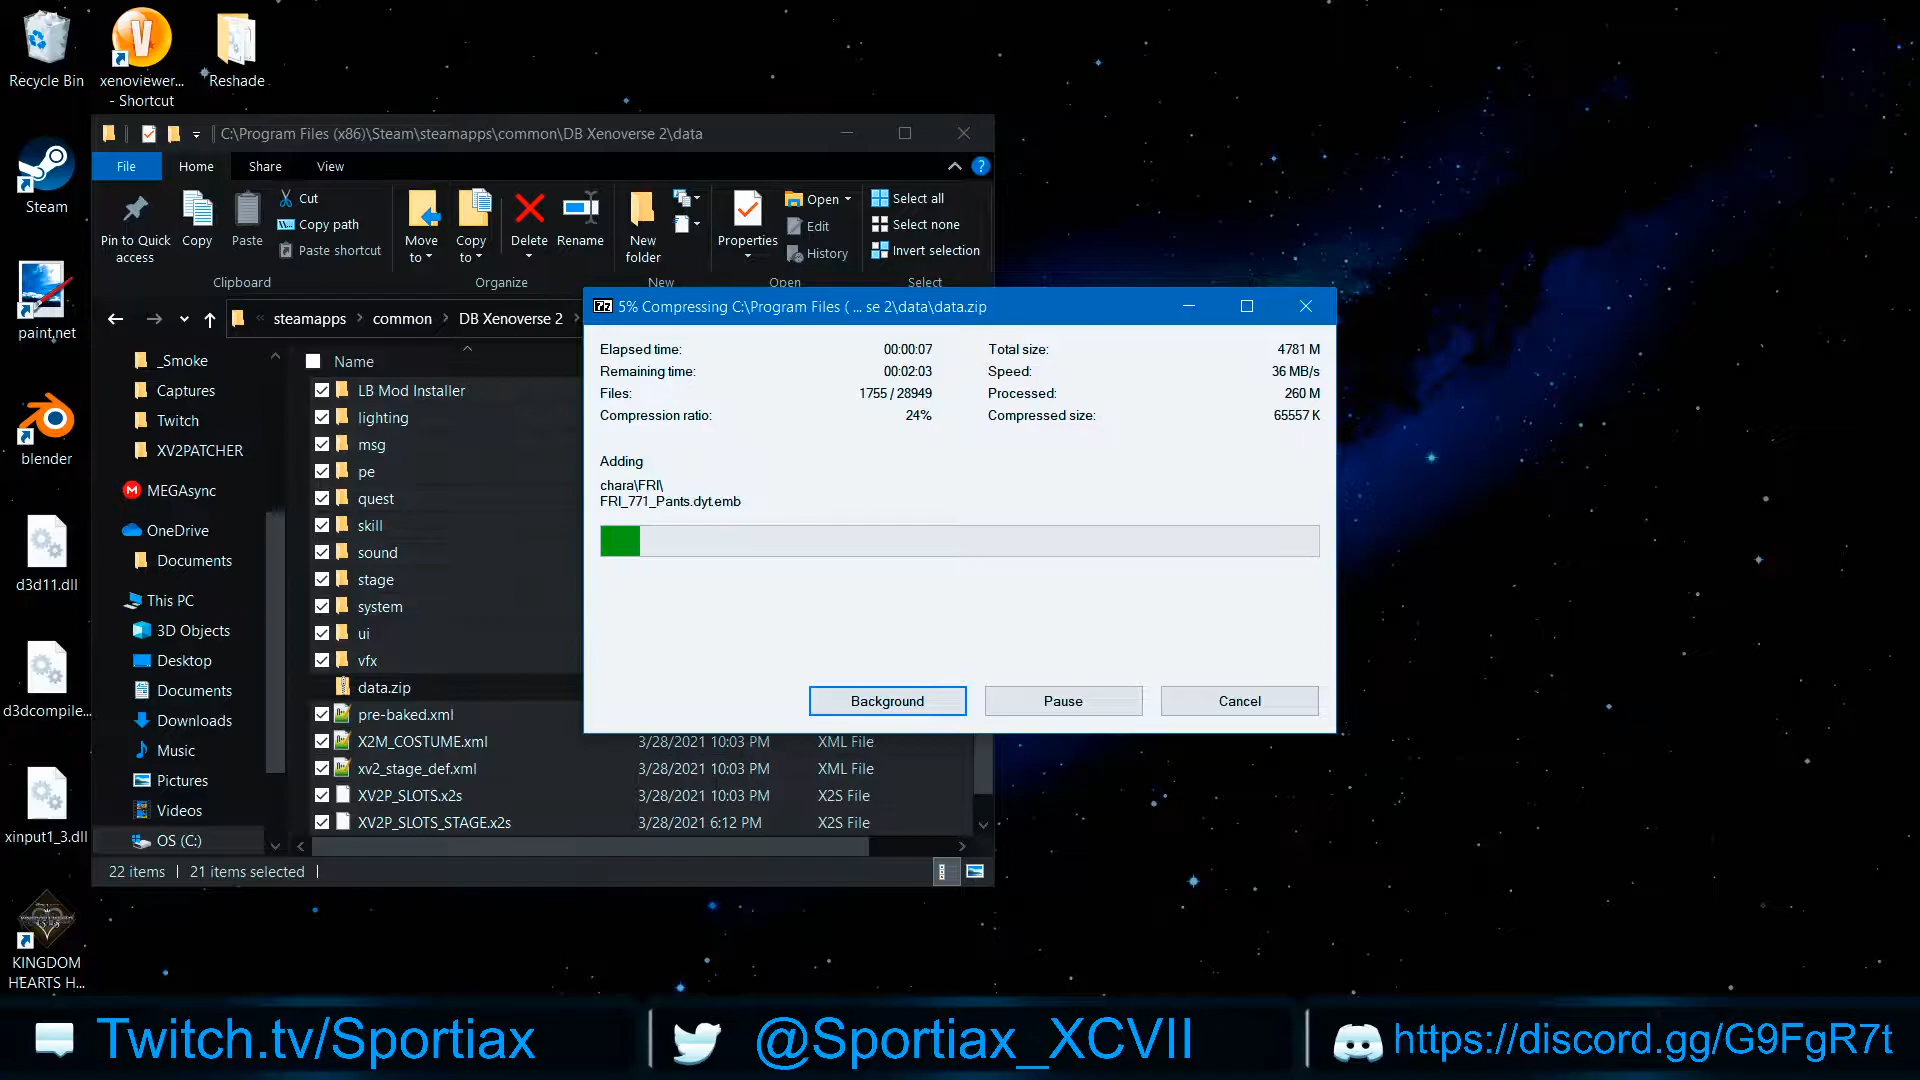 Recycle Bin
xenoviewer...
- Shortcut
Reshade
Steam
paint.net
blender
d3d11.dll
d3dcompile...
xinput1_3.dll
KINGDOM
HEARTS H...
C:\Program Files (x86)\Steam\steamapps\common\DB Xenoverse 2\data
File
Home
Share
View
?
Pin to Quick
access
Copy
Paste
Cut
Copy path
Paste shortcut
Clipboard
Move
to
Copy
to
Delete
Rename
Organize
New
folder
New
Properties
Open
Edit
History
Open
Select all
Select none
Invert selection
Select
« steamapps > common > DB Xenoverse 2 >
_Smoke
Captures
Twitch
XV2PATCHER
MEGAsync
OneDrive
Documents
This PC
3D Objects
Desktop
Documents
Downloads
Music
Pictures
Videos
OS (C:)
Name
LB Mod Installer
lighting
msg
pe
quest
skill
sound
stage
system
ui
vfx
data.zip
pre-baked.xml
X2M_COSTUME.xml 3/28/2021 10:03 PM XML File
xv2_stage_def.xml 3/28/2021 10:03 PM XML File
XV2P_SLOTS.x2s 3/28/2021 10:03 PM X2S File
XV2P_SLOTS_STAGE.x2s 3/28/2021 6:12 PM X2S File
22 items
21 items selected
7z
5% Compressing C:\Program Files ( ... se 2\data\data.zip
Elapsed time: 00:00:07
Total size: 4781 M
Remaining time: 00:02:03
Speed: 36 MB/s
Files: 1755 / 28949
Processed: 260 M
Compression ratio: 24%
Compressed size: 65557 K
Adding
chara\FRI\
FRI_771_Pants.dyt.emb
Background
Pause
Cancel
Twitch.tv/Sportiax
@Sportiax_XCVII
https://discord.gg/G9FgR7t